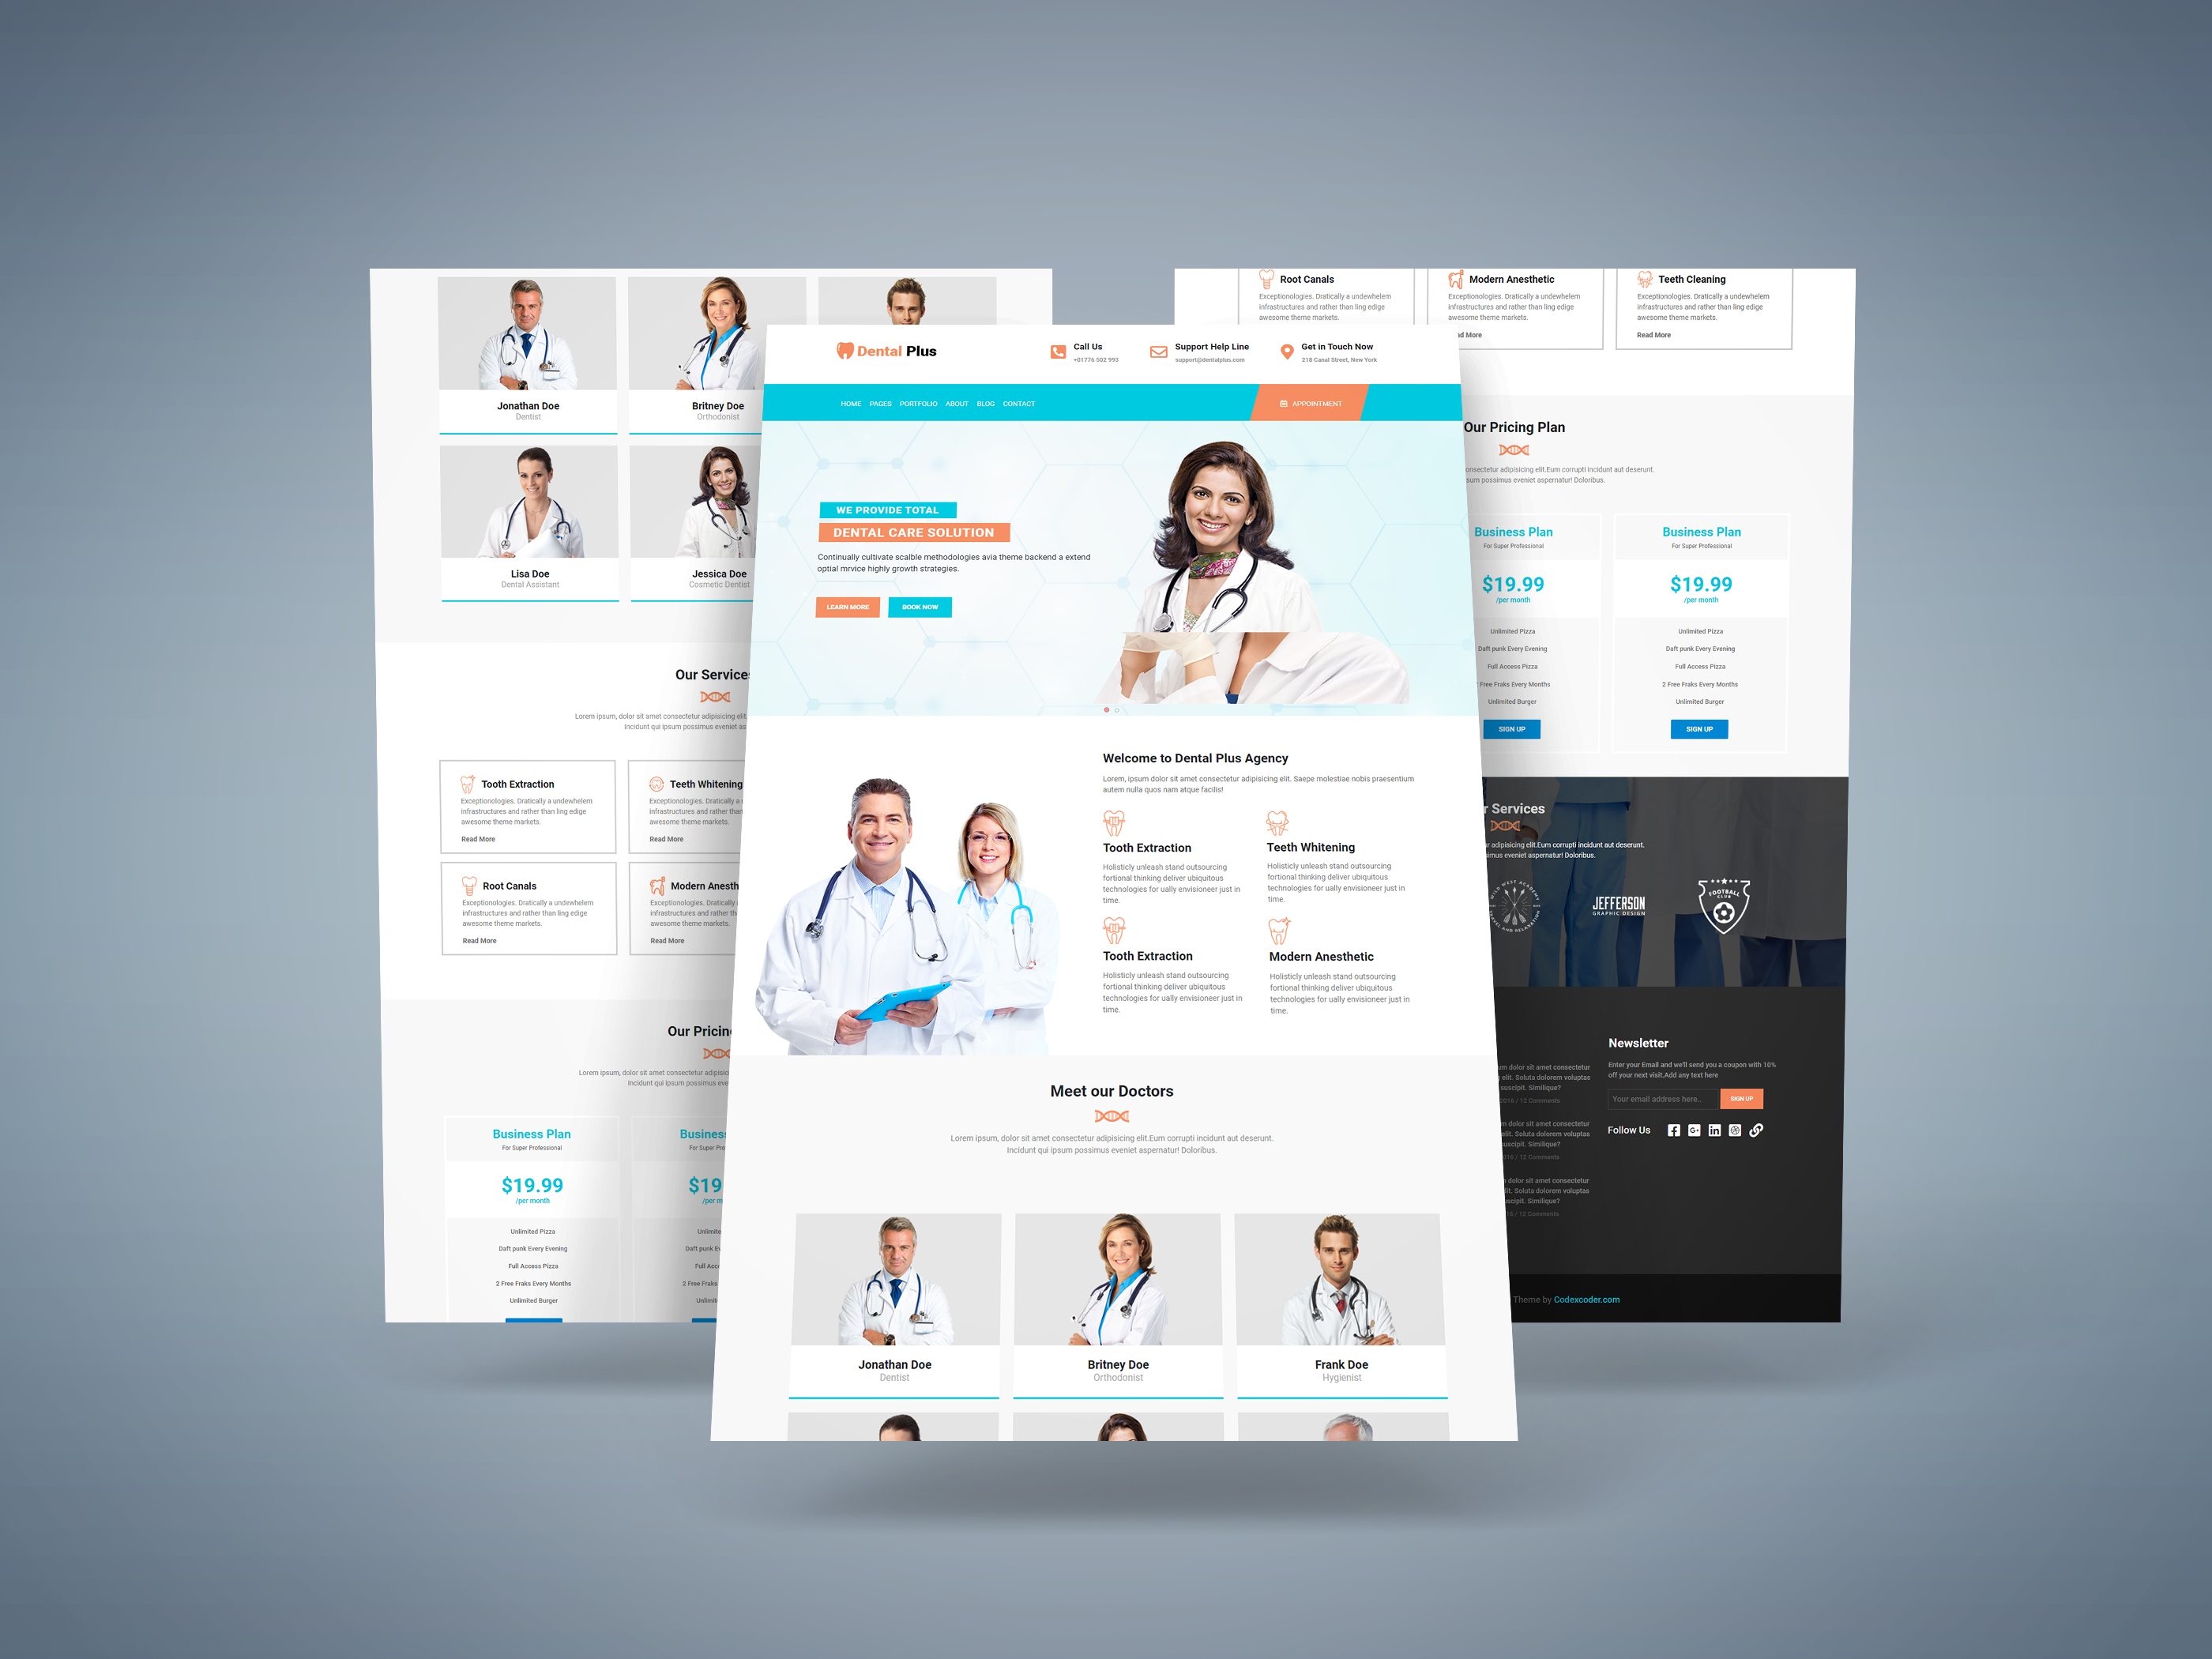 Jonathan Doe
Dentist
Britney Doe
Orthodonist
Lisa Doe
Dental Assistant
Jessica Doe
Cosmetic Dentist
Our Services
Lorem ipsum, dolor sit amet consectetur adipisicing elit.
Incidunt qui ipsum possimus eveniet as
Tooth Extraction
Exceptionologies. Dratically a undewhelem
infrastructures and rather than ling edige
awesome theme markets.
Read More
Teeth Whitening
Exceptionologies. Dratically a
infrastructures and rather than
awesome theme markets.
Read More
Root Canals
Exceptionologies. Dratically a undewhelem
infrastructures and rather than ling edige
awesome theme markets.
Read More
Modern Anesth
Exceptionologies. Dratically
infrastructures and rather th
awesome theme markets.
Read More
Our Pricin
Lorem ipsum, dolor sit amet consectetur adipisic
Incidunt qui ipsum possimus eve
Business Plan
For Super Professional
$19.99
/per month
Unlimited Pizza
Daft punk Every Evening
Full Access Pizza
2 Free Fraks Every Months
Unlimited Burger
Busines
For Super Pro
$19
/per m
Unlimite
Daft punk E
Full Acce
2 Free Fraks
Unlimit
Dental Plus
Call Us
+01776 502 993
Support Help Line
support@dentalplus.com
Get in Touch Now
218 Canal Street, New York
HOME PAGES PORTFOLIO ABOUT BLOG CONTACT
APPOINTMENT
WE PROVIDE TOTAL
DENTAL CARE SOLUTION
Continually cultivate scalble methodologies avia theme backend a extend
optial mrvice highly growth strategies.
LEARN MORE BOOK NOW
Welcome to Dental Plus Agency
Lorem, ipsum dolor sit amet consectetur adipisicing elit. Saepe molestiae nobis praesentium
autem nulla quos nam atque facilis!
Tooth Extraction
Holisticly unleash stand outsourcing
fortional thinking deliver ubiquitous
technologies for ually envisioneer just in
time.
Teeth Whitening
Holisticly unleash stand outsourcing
fortional thinking deliver ubiquitous
technologies for ually envisioneer just in
time.
Tooth Extraction
Holisticly unleash stand outsourcing
fortional thinking deliver ubiquitous
technologies for ually envisioneer just in
time.
Modern Anesthetic
Holisticly unleash stand outsourcing
fortional thinking deliver ubiquitous
technologies for ually envisioneer just in
time.
Meet our Doctors
Lorem ipsum, dolor sit amet consectetur adipisicing elit.Eum corrupti incidunt aut deserunt.
Incidunt qui ipsum possimus eveniet aspernatur! Doloribus.
Jonathan Doe
Dentist
Britney Doe
Orthodonist
Frank Doe
Hygienist
Root Canals
Exceptionologies. Dratically a undewhelem
infrastructures and rather than ling edige
awesome theme markets.
Modern Anesthetic
Exceptionologies. Dratically a undewhelem
infrastructures and rather than ling edige
awesome theme markets.
ad More
Teeth Cleaning
Exceptionologies. Dratically a undewhelem
infrastructures and rather than ling edige
awesome theme markets.
Read More
Our Pricing Plan
onsectetur adipisicing elit.Eum corrupti incidunt aut deserunt.
sum possimus eveniet aspernatur! Doloribus.
Business Plan
For Super Professional
$19.99
/per month
Unlimited Pizza
Daft punk Every Evening
Full Access Pizza
Free Fraks Every Months
Unlimited Burger
SIGN UP
Business Plan
For Super Professional
$19.99
/per month
Unlimited Pizza
Daft punk Every Evening
Full Access Pizza
2 Free Fraks Every Months
Unlimited Burger
SIGN UP
r Services
adipisicing elit.Eum corrupti incidunt aut deserunt.
imus eveniet aspernatur! Doloribus.
WILD WEST ACADEMY
TRAVEL AND RELAXATION
JEFFERSON
GRAPHIC DESIGN
FOOTBALL
CLUB
um dolor sit amet consectetur
elit. Soluta dolorem voluptas
suscipit. Similique?
2016 / 12 Comments
m dolor sit amet consectetur
elit. Soluta dolorem voluptas
suscipit. Similique?
016 / 12 Comments
dolor sit amet consectetur
lit. Soluta dolorem voluptas
uscipit. Similique?
16 / 12 Comments
Newsletter
Enter your Email and we'll send you a coupon with 10%
off your next visit.Add any text here
Your email address here..
SIGN UP
Follow Us
Theme by Codexcoder.com